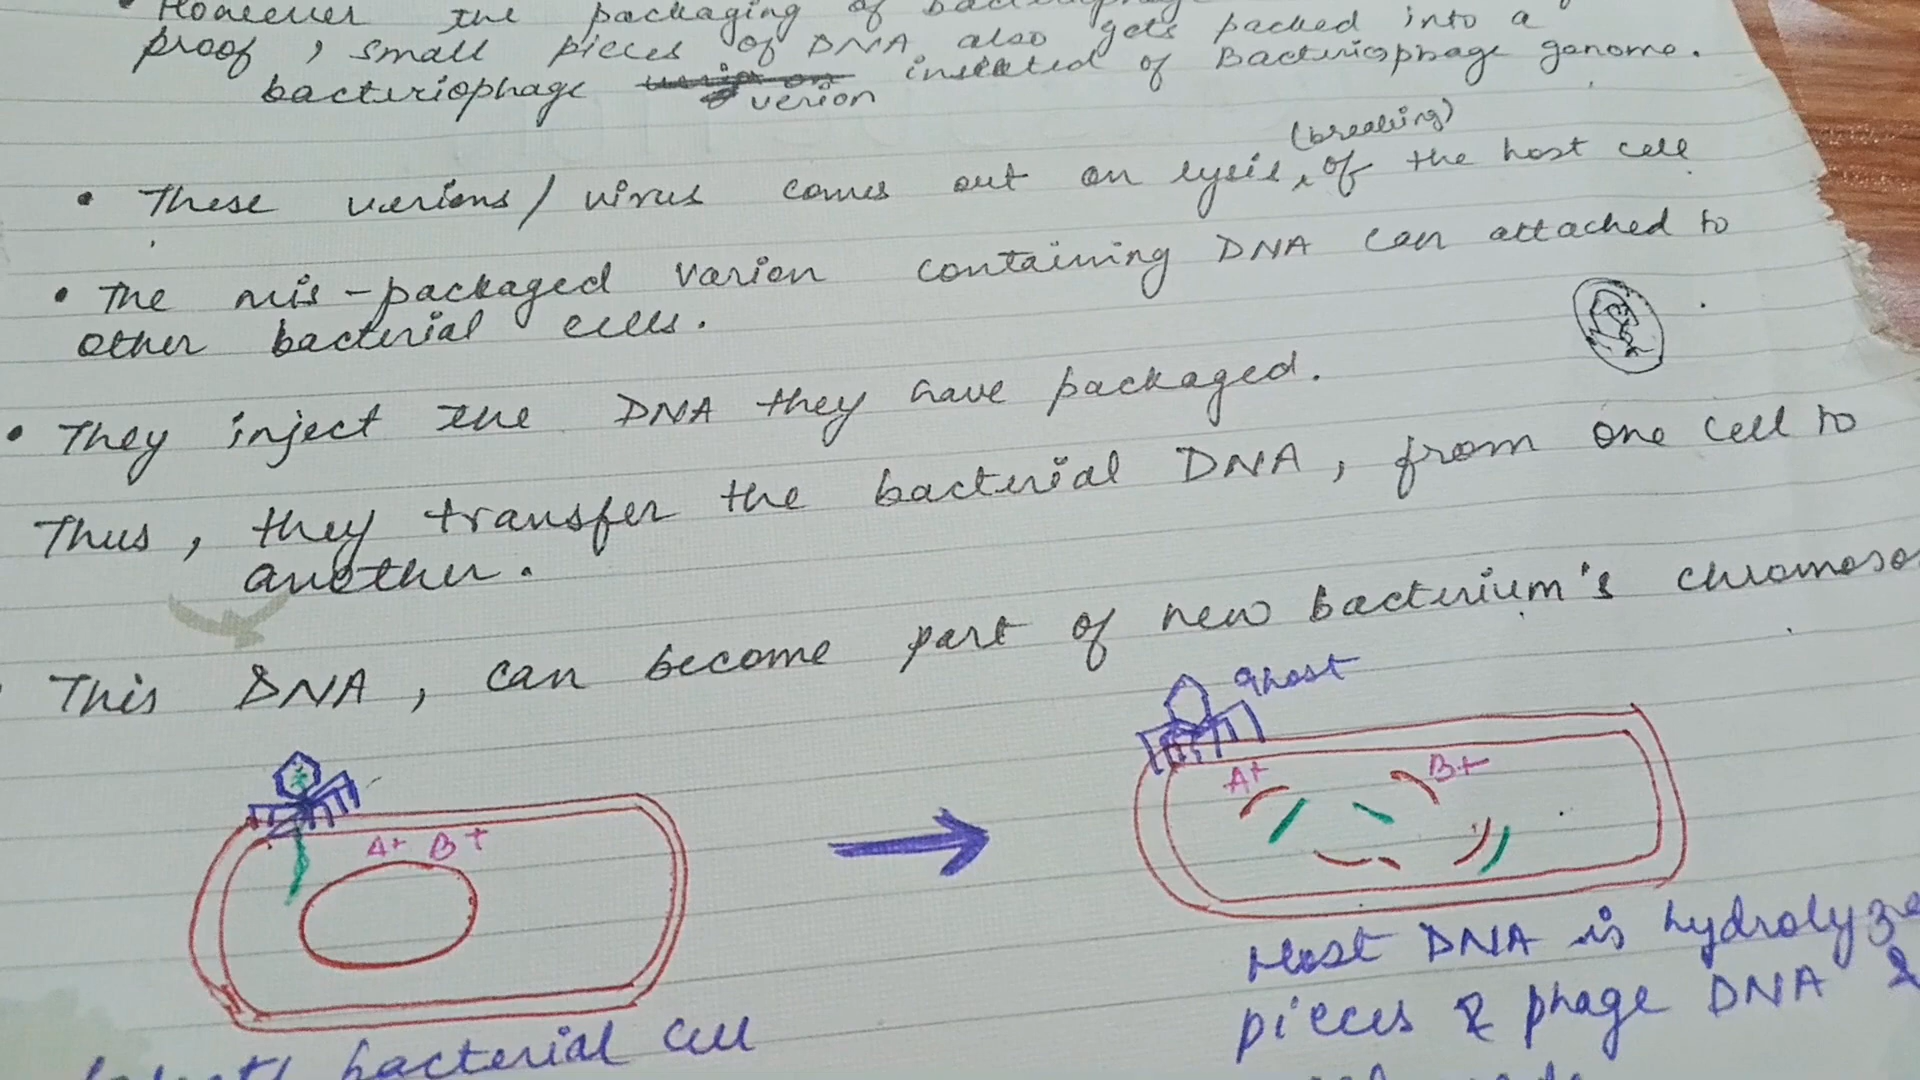 • However the packaging of
proof, small pieces of DNA also gets packed into a
bacteriophage verion insteted of Bacteriophage genome.
(breaking)
• These verions/virus comes out on lysis, of the host cell
• The mis-packaged varion containing DNA can attached to
other bacterial cells.
• They inject the DNA they have packaged.
Thus, they transfer the bacterial DNA, from one cell to
another.
This DNA, can become part of new bacterium's chromoso
Ghost
A+ B+
A+ B+
Host DNA is hydrolyze
pieces & phage DNA &
bacterial cell